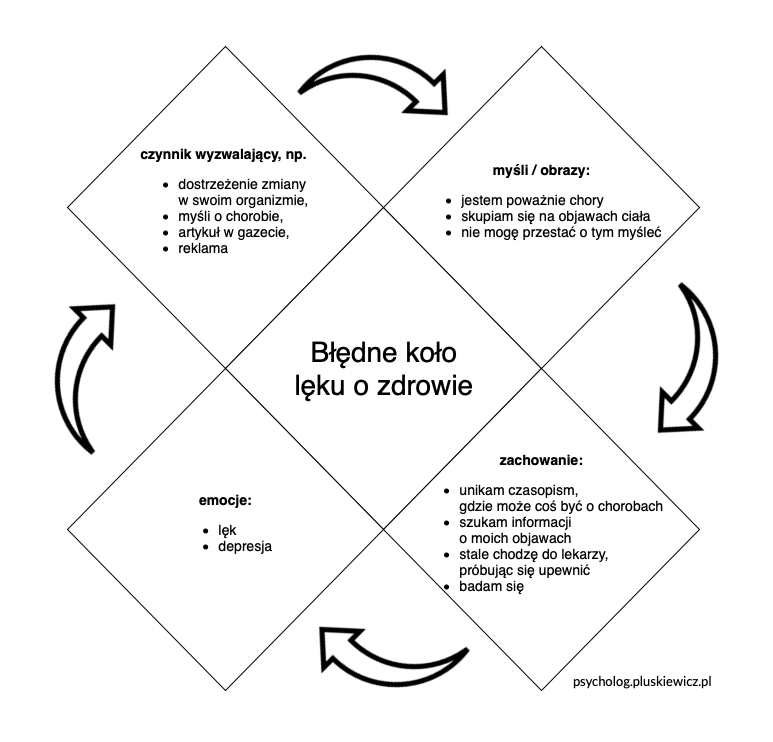 czynnik wyzwalający, np.
• dostrzeżenie zmiany
w swoim organizmie,
• myśli o chorobie,
• artykuł w gazecie,
• reklama
myśli / obrazy:
• jestem poważnie chory
• skupiam się na objawach ciała
• nie mogę przestać o tym myśleć
Błędne koło
lęku o zdrowie
zachowanie:
• unikam czasopism,
gdzie może coś być o chorobach
• szukam informacji
o moich objawach
• stale chodzę do lekarzy,
próbując się upewnić
• badam się
emocje:
• lęk
• depresja
psycholog.pluskiewicz.pl